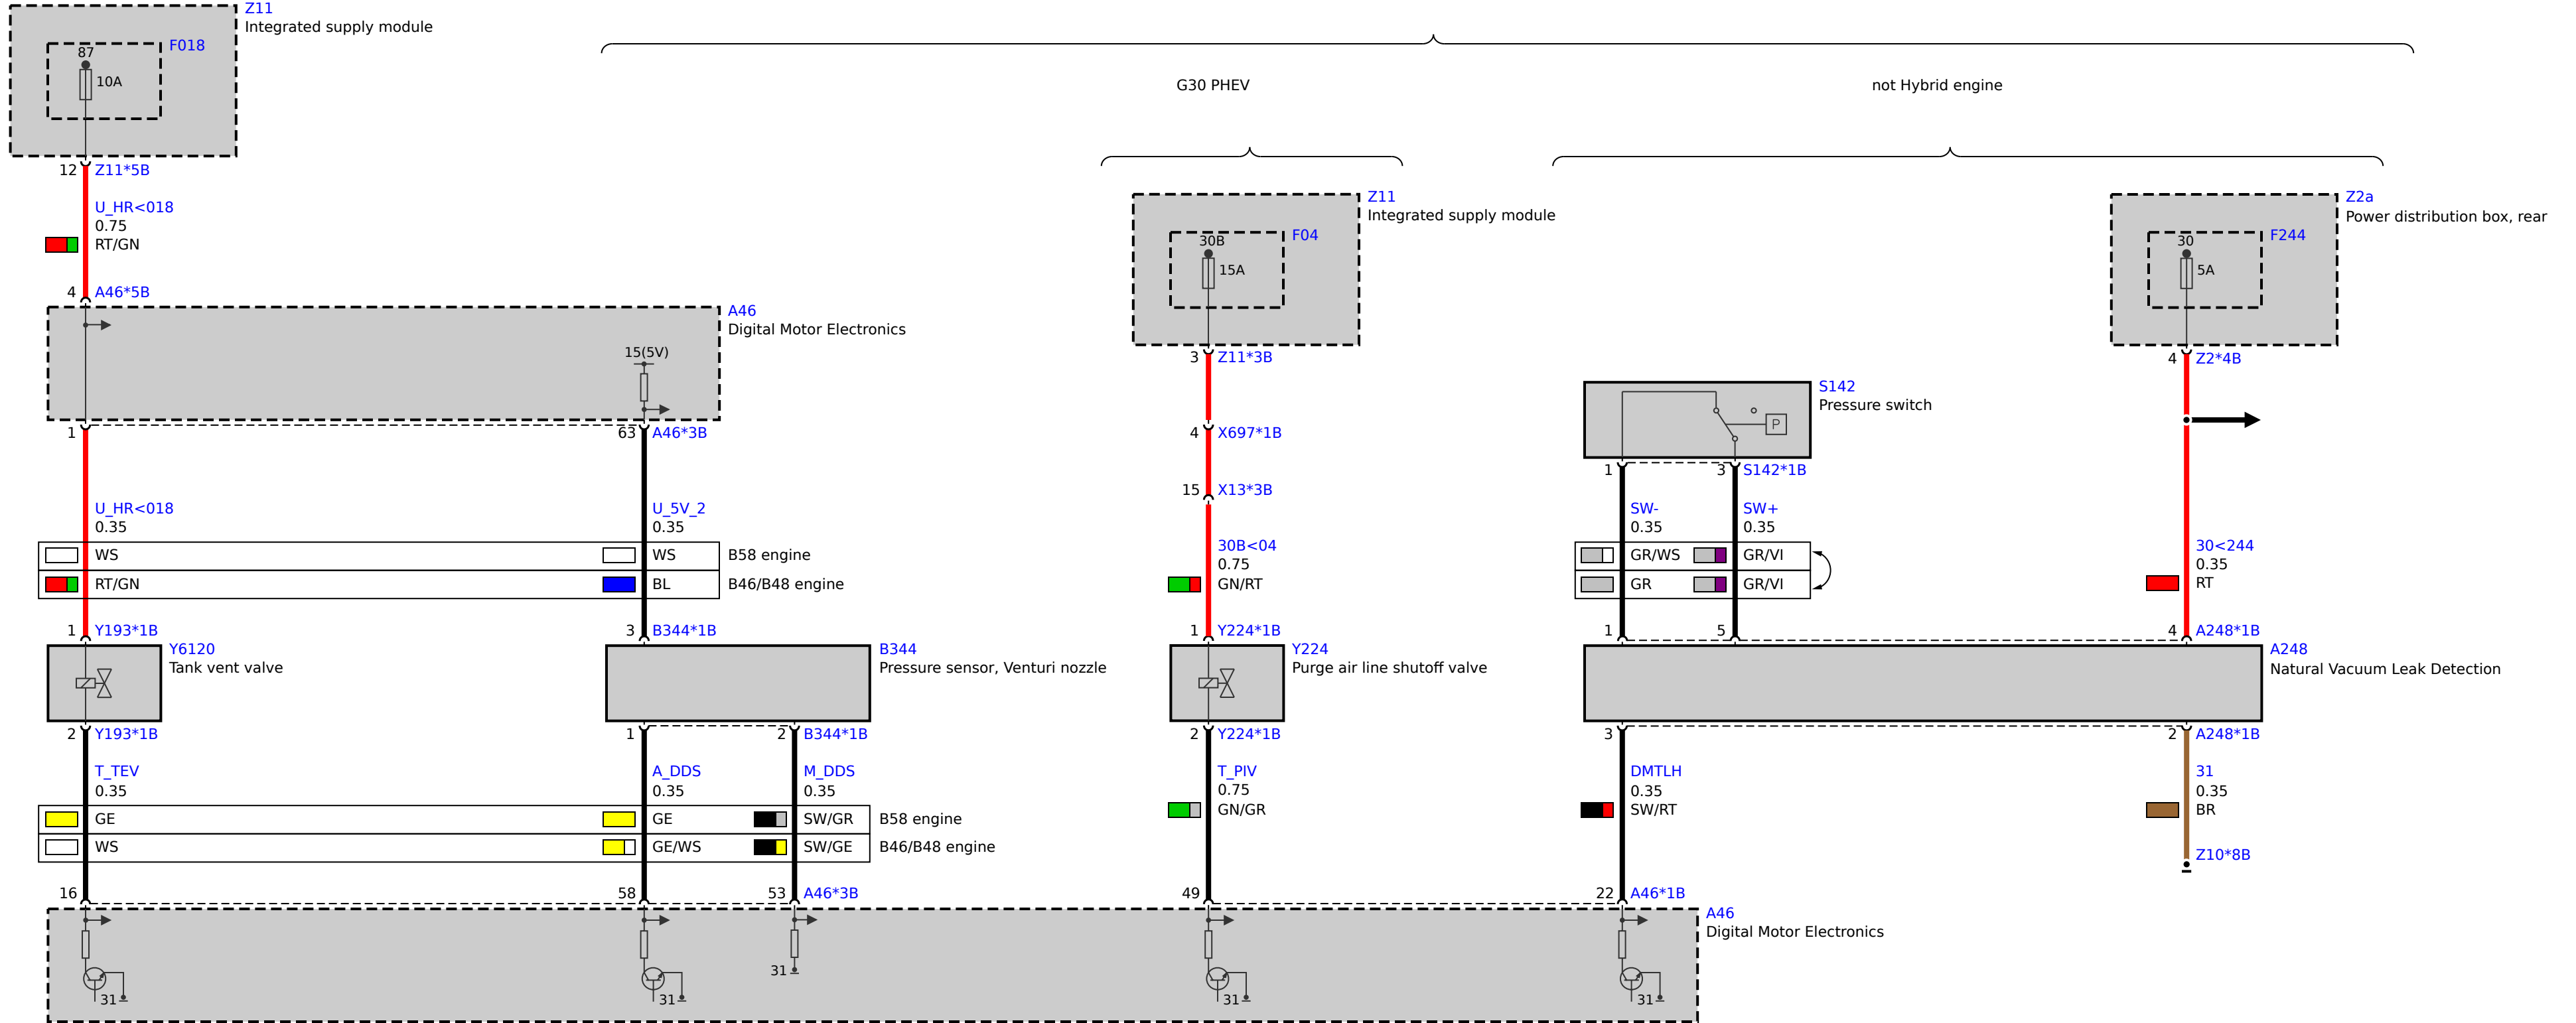 Z11
Integrated supply module
F018
87
10A
G30 PHEV
not Hybrid engine
12 Z11*5B
U_HR<018
0.75
RT/GN
4 A46*5B
A46
Digital Motor Electronics
15(5V)
1
63 A46*3B
U_HR<018
0.35
U_5V_2
0.35
WS
WS
B58 engine
RT/GN
BL
B46/B48 engine
1 Y193*1B
Y6120
Tank vent valve
3 B344*1B
B344
Pressure sensor, Venturi nozzle
2 Y193*1B
1
2 B344*1B
T_TEV
0.35
A_DDS
0.35
M_DDS
0.35
GE
GE
SW/GR
B58 engine
WS
GE/WS
SW/GE
B46/B48 engine
16
58
53 A46*3B
Z11
Integrated supply module
F04
30B
15A
3 Z11*3B
4 X697*1B
15 X13*3B
30B<04
0.75
GN/RT
1 Y224*1B
Y224
Purge air line shutoff valve
2 Y224*1B
T_PIV
0.75
GN/GR
49
S142
Pressure switch
P
1
3 S142*1B
SW-
0.35
SW+
0.35
GR/WS
GR/VI
GR
GR/VI
1
5
Z2a
Power distribution box, rear
F244
30
5A
4 Z2*4B
30<244
0.35
RT
4 A248*1B
A248
Natural Vacuum Leak Detection
3
2 A248*1B
DMTLH
0.35
SW/RT
31
0.35
BR
Z10*8B
22 A46*1B
A46
Digital Motor Electronics
31
31
31
31
31